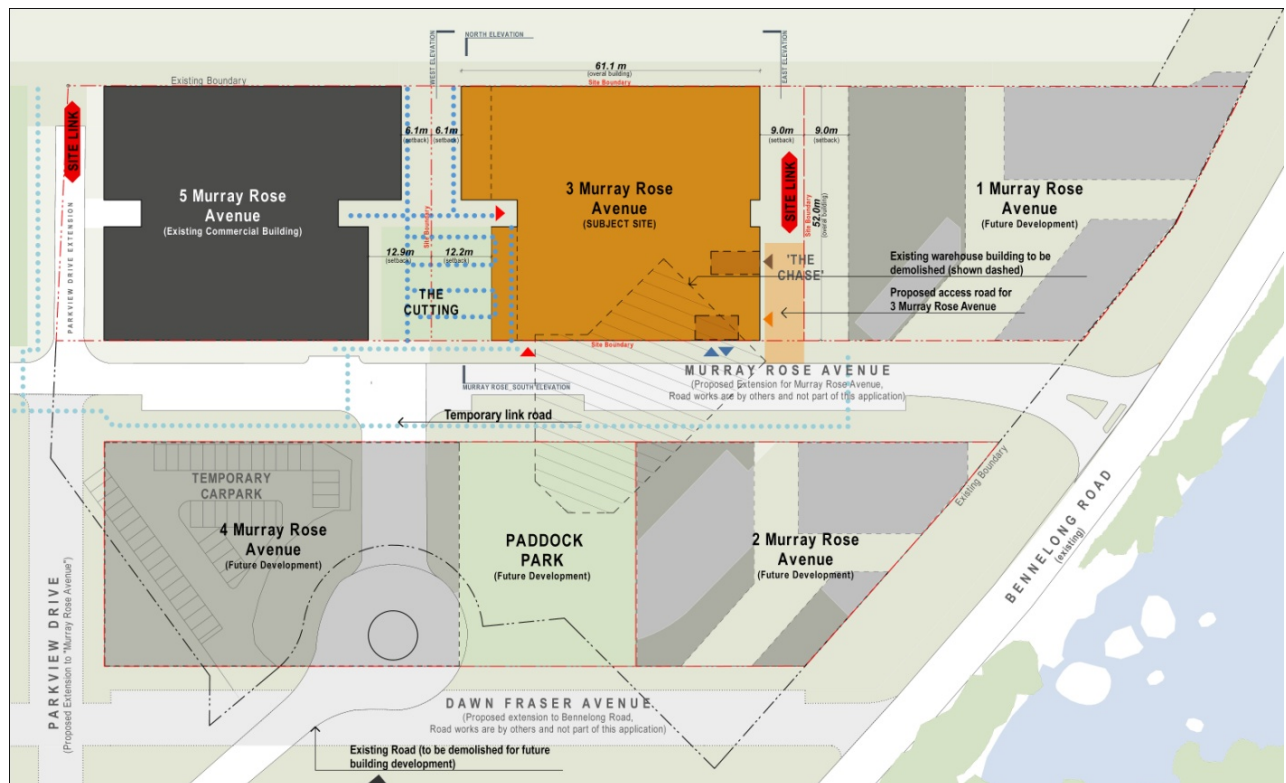 NORTH ELEVATION
WEST ELEVATION
EAST ELEVATION
61.1 m
(overal building)
Site Boundary
Existing Boundary
SITE LINK
6.1m
(setback)
6.1m
(setback)
9.0m
(setback)
9.0m
(setback)
SITE LINK
52.0m
(overal building)
Site Boundary
Site Boundary
5 Murray Rose
Avenue
(Existing Commercial Building)
3 Murray Rose
Avenue
(SUBJECT SITE)
1 Murray Rose
Avenue
(Future Development)
PARKVIEW DRIVE EXTENSION
12.9m
(setback)
12.2m
(setback)
THE
CUTTING
'THE
CHASE'
Existing warehouse building to be
demolished (shown dashed)
Proposed access road for
3 Murray Rose Avenue
Site Boundary
MURRAY ROSE AVENUE
(Proposed Extension for Murray Rose Avenue,
Road works are by others and not part of this application)
MURRAY ROSE_SOUTH ELEVATION
Temporary link road
TEMPORARY
CARPARK
4 Murray Rose
Avenue
(Future Development)
PADDOCK
PARK
(Future Development)
2 Murray Rose
Avenue
(Future Development)
Existing Boundary
BENNELONG ROAD
(existing)
PARKVIEW DRIVE
(Proposed Extension to "Murray Rose Avenue")
DAWN FRASER AVENUE
(Proposed extension to Bennelong Road,
Road works are by others and not part of this application)
Existing Road (to be demolished for future
building development)